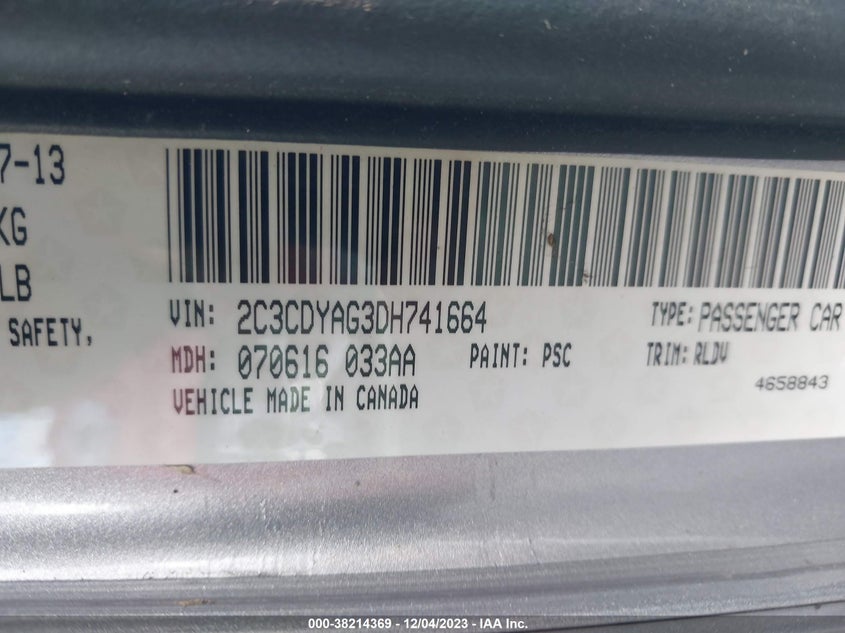 7-13
KG
LB
SAFETY,
VIN: 2C3CDYAG3DH741664
TYPE: PASSENGER CAR
MDH: 070616 033AA
PAINT: PSC
TRIM: RLDV
VEHICLE MADE IN CANADA
4658843
000-38214369 - 12/04/2023 - IAA Inc.